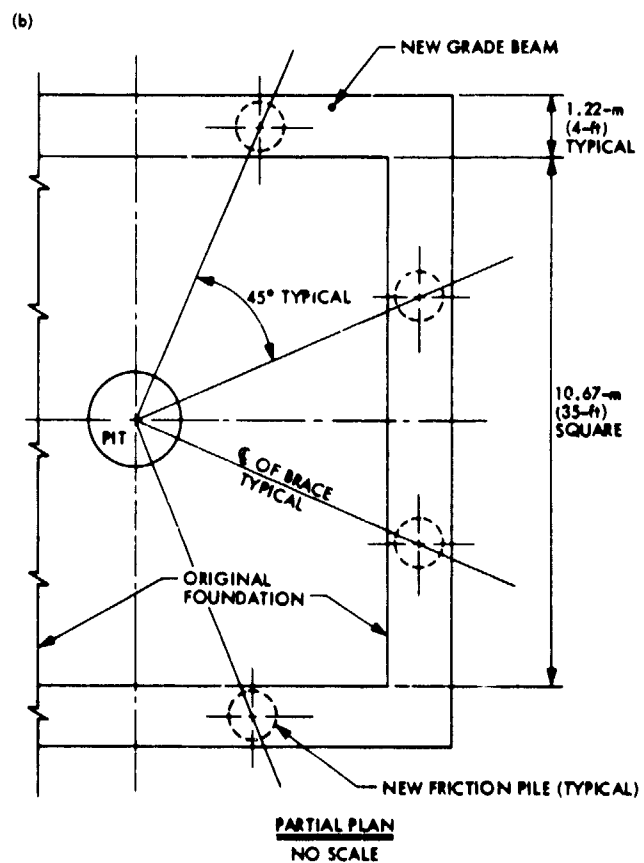 (b)
NEW GRADE BEAM
1.22-m
(4-ft)
TYPICAL
45° TYPICAL
10.67-m
(35-ft)
SQUARE
PIT
℄ OF BRACE
TYPICAL
ORIGINAL
FOUNDATION
NEW FRICTION PILE (TYPICAL)
PARTIAL PLAN
NO SCALE